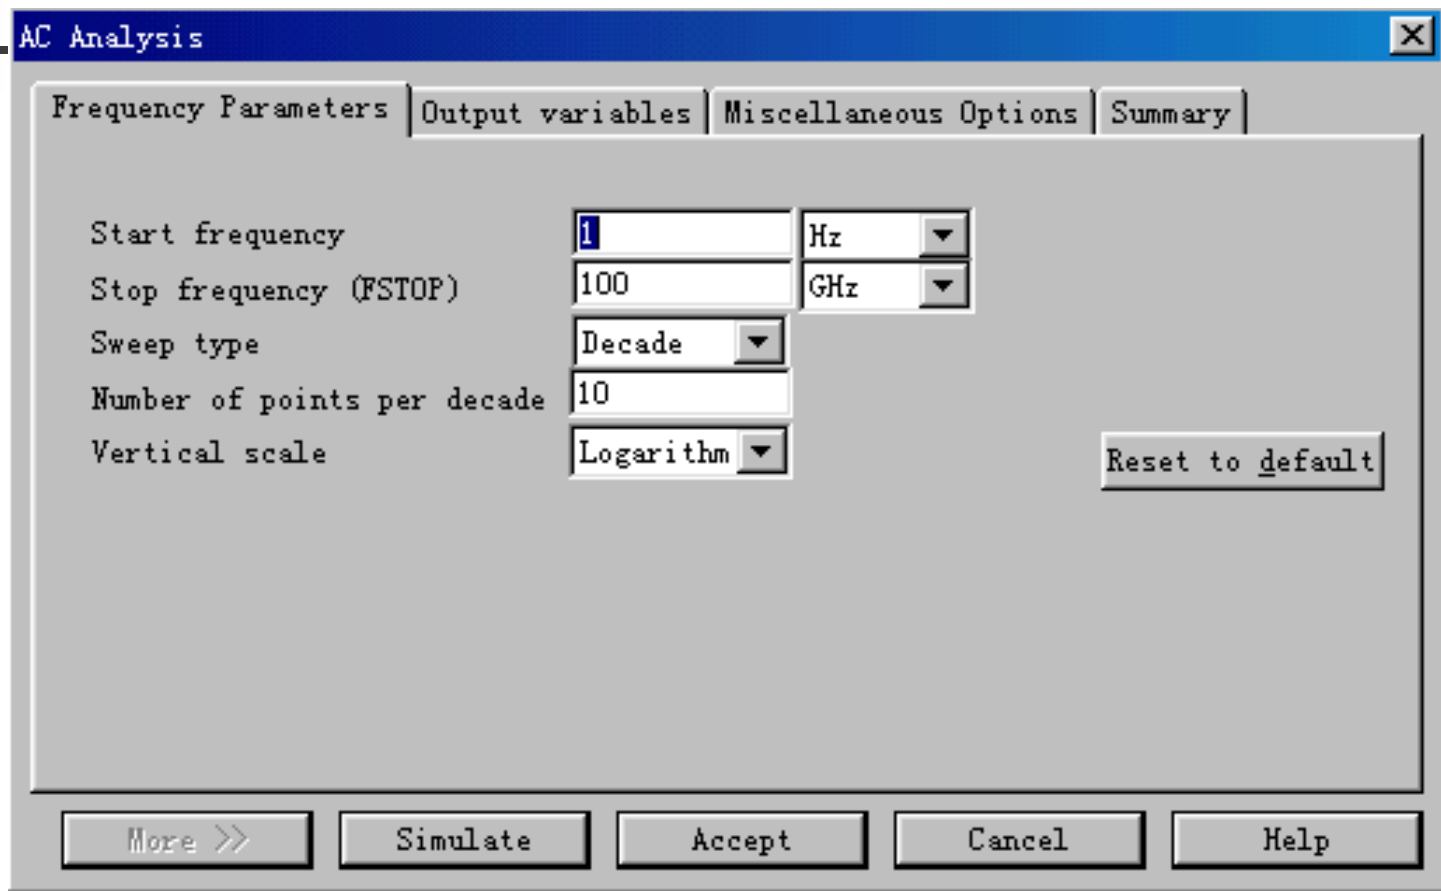 AC Analysis
Frequency Parameters Output variables Miscellaneous Options Summary
Start frequency 1 Hz
Stop frequency (FSTOP) 100 GHz
Sweep type Decade
Number of points per decade 10
Vertical scale Logarithm
Reset to default
More >> Simulate Accept Cancel Help